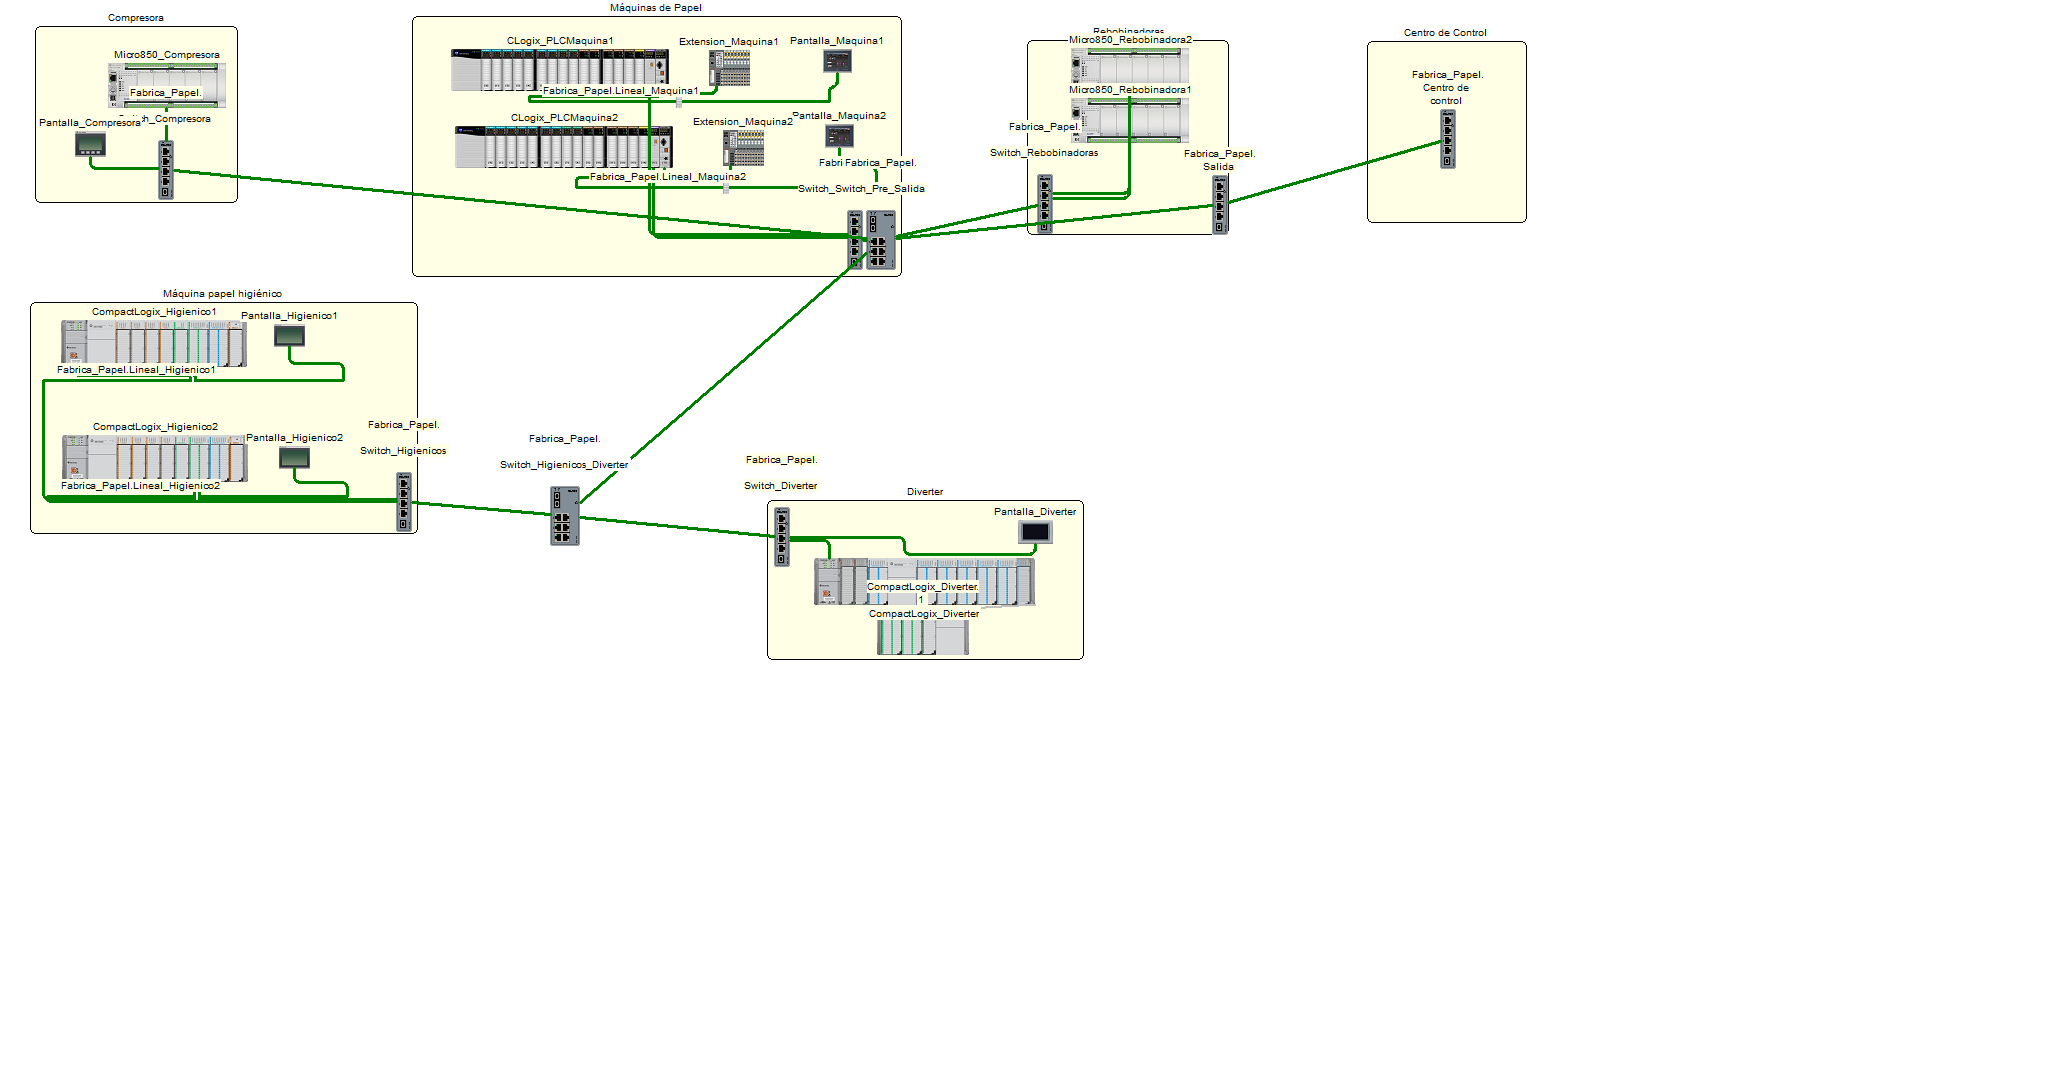 Compresora
Micro850_Compresora
Fabrica_Papel.
Pantalla_Compresora
ch_Compresora
Máquinas de Papel
CLogix_PLCMaquina1
Extension_Maquina1
Pantalla_Maquina1
Fabrica_Papel.Lineal_Maquina1
CLogix_PLCMaquina2
Extension_Maquina2
Pantalla_Maquina2
Fabri
Fabrica_Papel.
Fabrica_Papel.Lineal_Maquina2
Switch_Switch_Pre_Salida
Rebobinadoras
Micro850_Rebobinadora2
Micro850_Rebobinadora1
Fabrica_Papel.
Switch_Rebobinadoras
Fabrica_Papel.
Salida
Centro de Control
Fabrica_Papel.
Centro de
control
Máquina papel higiénico
CompactLogix_Higienico1
Pantalla_Higienico1
Fabrica_Papel.Lineal_Higienico1
CompactLogix_Higienico2
Pantalla_Higienico2
Fabrica_Papel.Lineal_Higienico2
Fabrica_Papel.
Switch_Higienicos
Fabrica_Papel.
Switch_Higienicos_Diverter
Fabrica_Papel.
Switch_Diverter
Diverter
Pantalla_Diverter
CompactLogix_Diverter
1
CompactLogix_Diverter